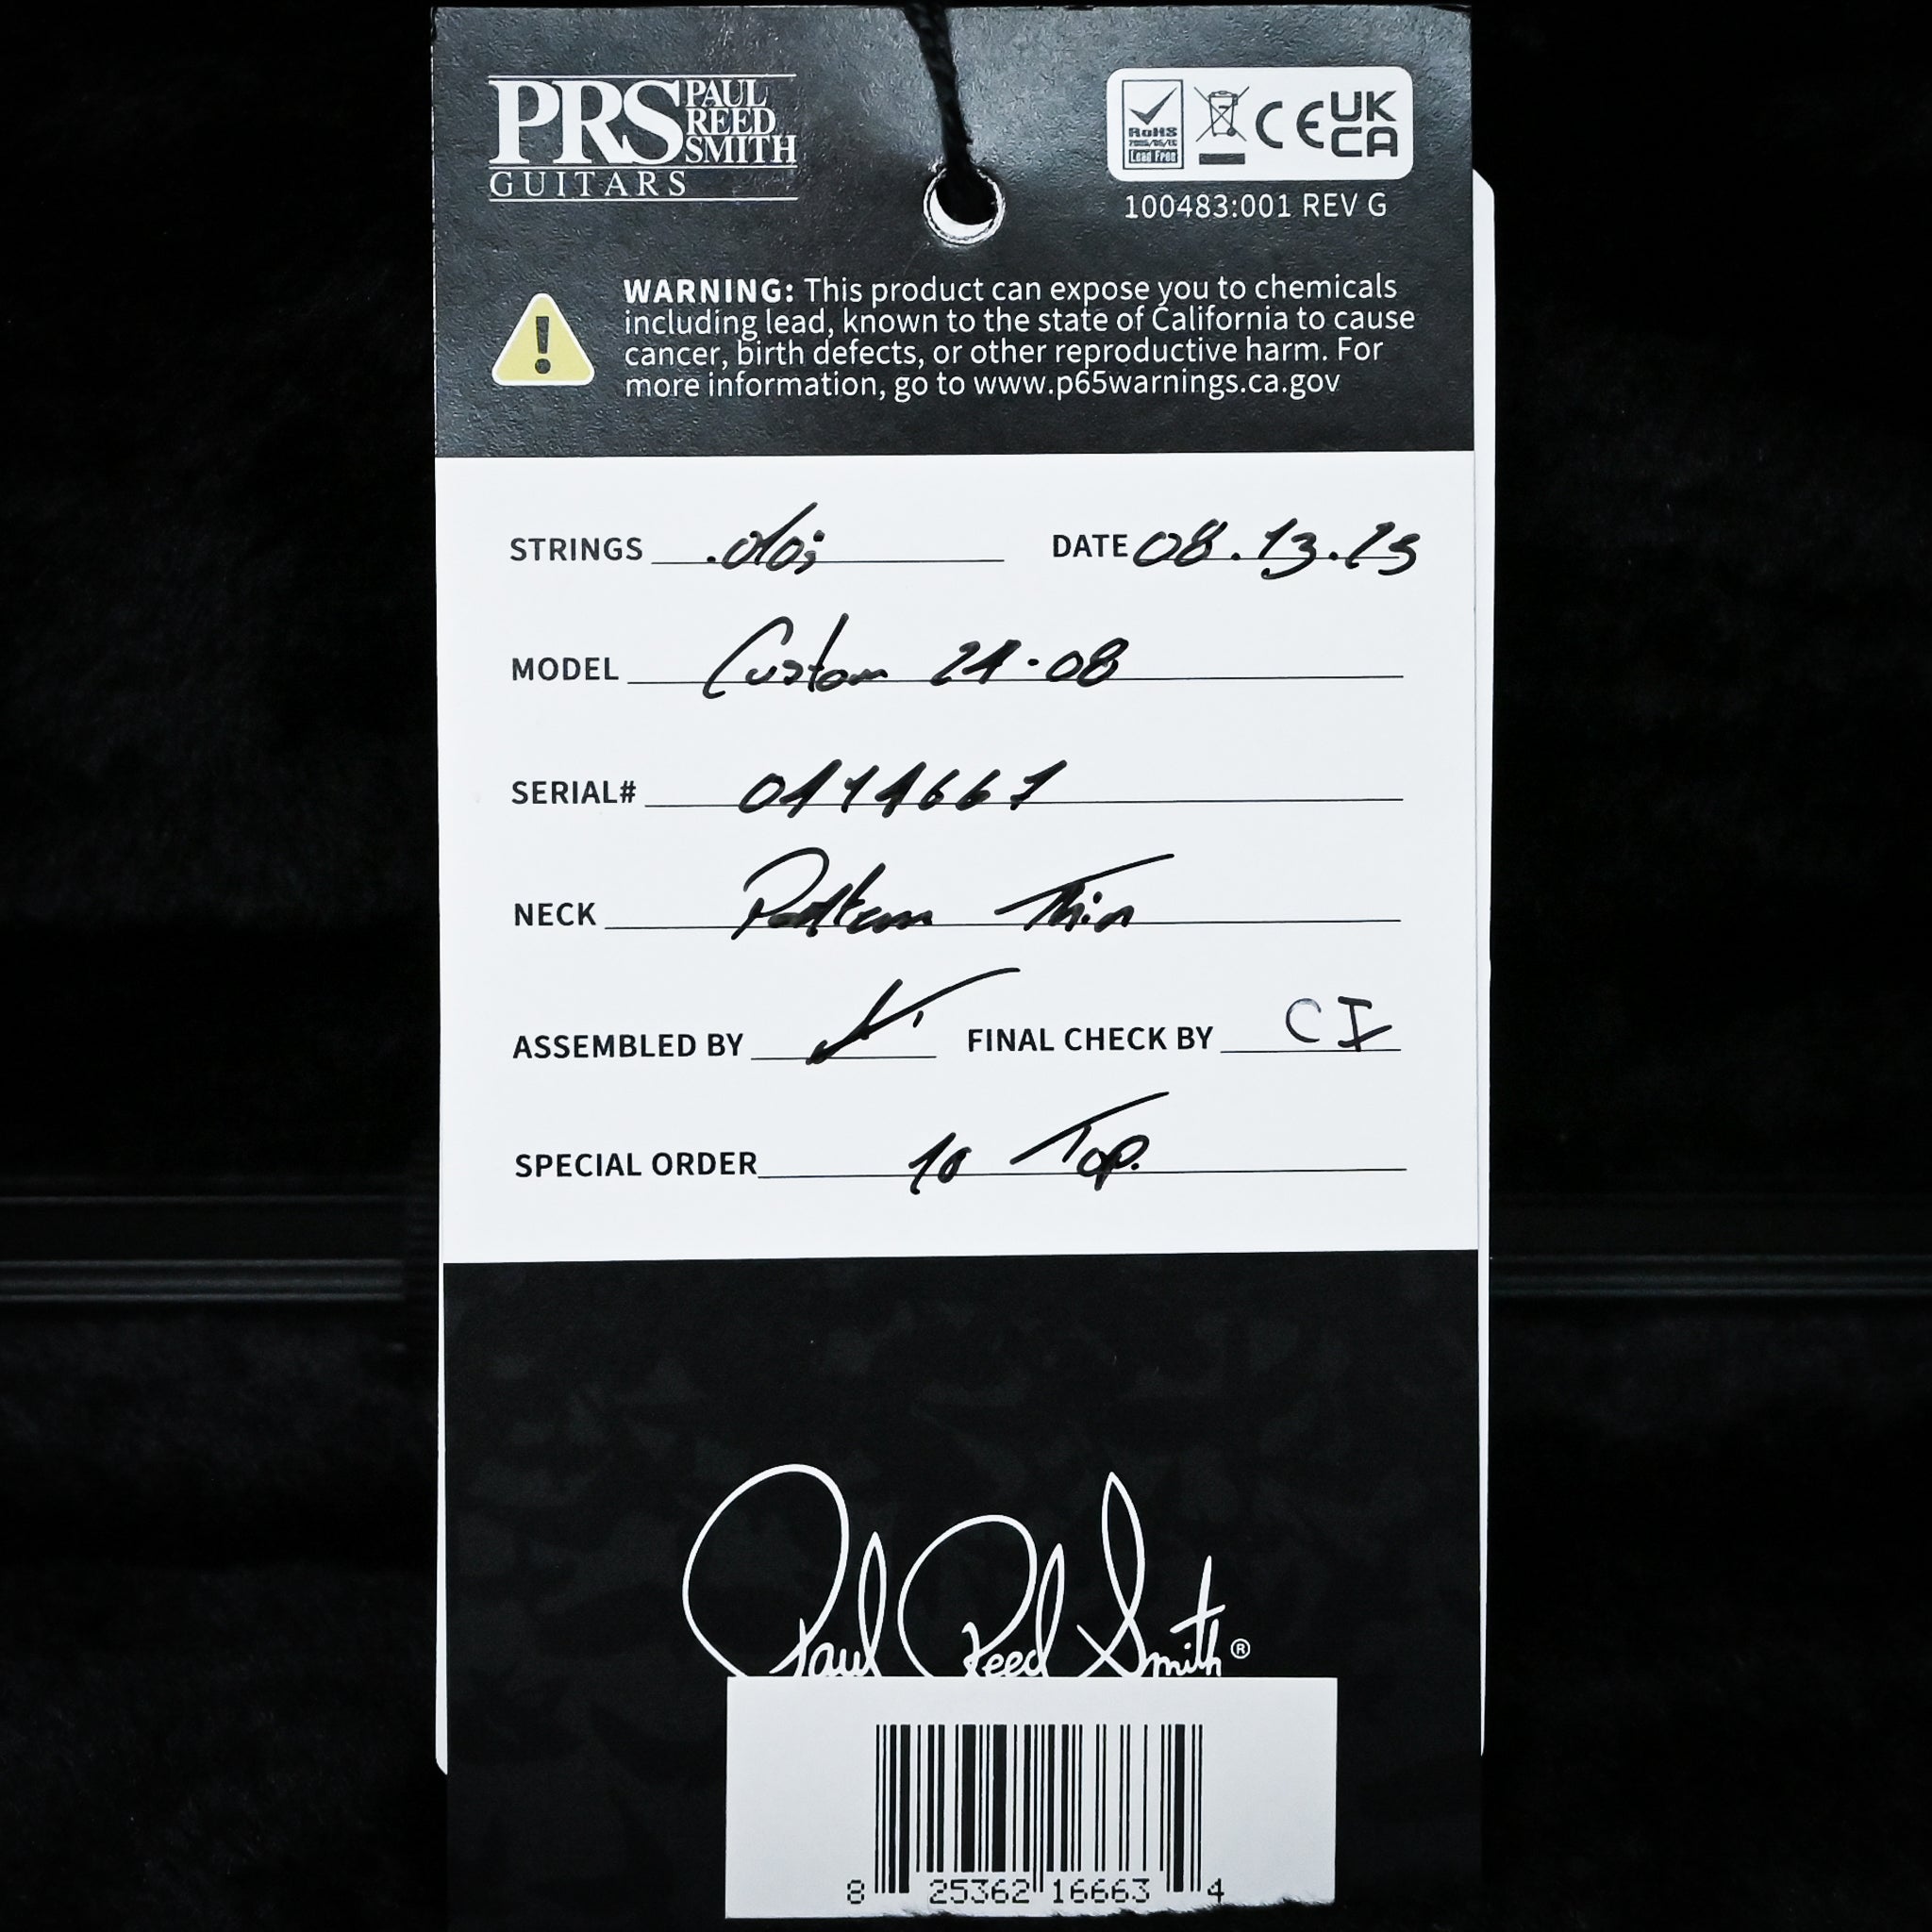 PRS PAUL REED SMITH
GUITARS
RoHS
2005/95/EC
Lead Free
CE UK CA
100483:001 REV G
WARNING: This product can expose you to chemicals
including lead, known to the state of California to cause
cancer, birth defects, or other reproductive harm. For
more information, go to www.p65warnings.ca.gov
STRINGS .010s DATE 08.13.25
MODEL Custom 24-08
SERIAL#
NECK Pattern Thin
ASSEMBLED BY FINAL CHECK BY CI
SPECIAL ORDER 10 Top.
Paul Reed Smith®
8 25362 16663 4